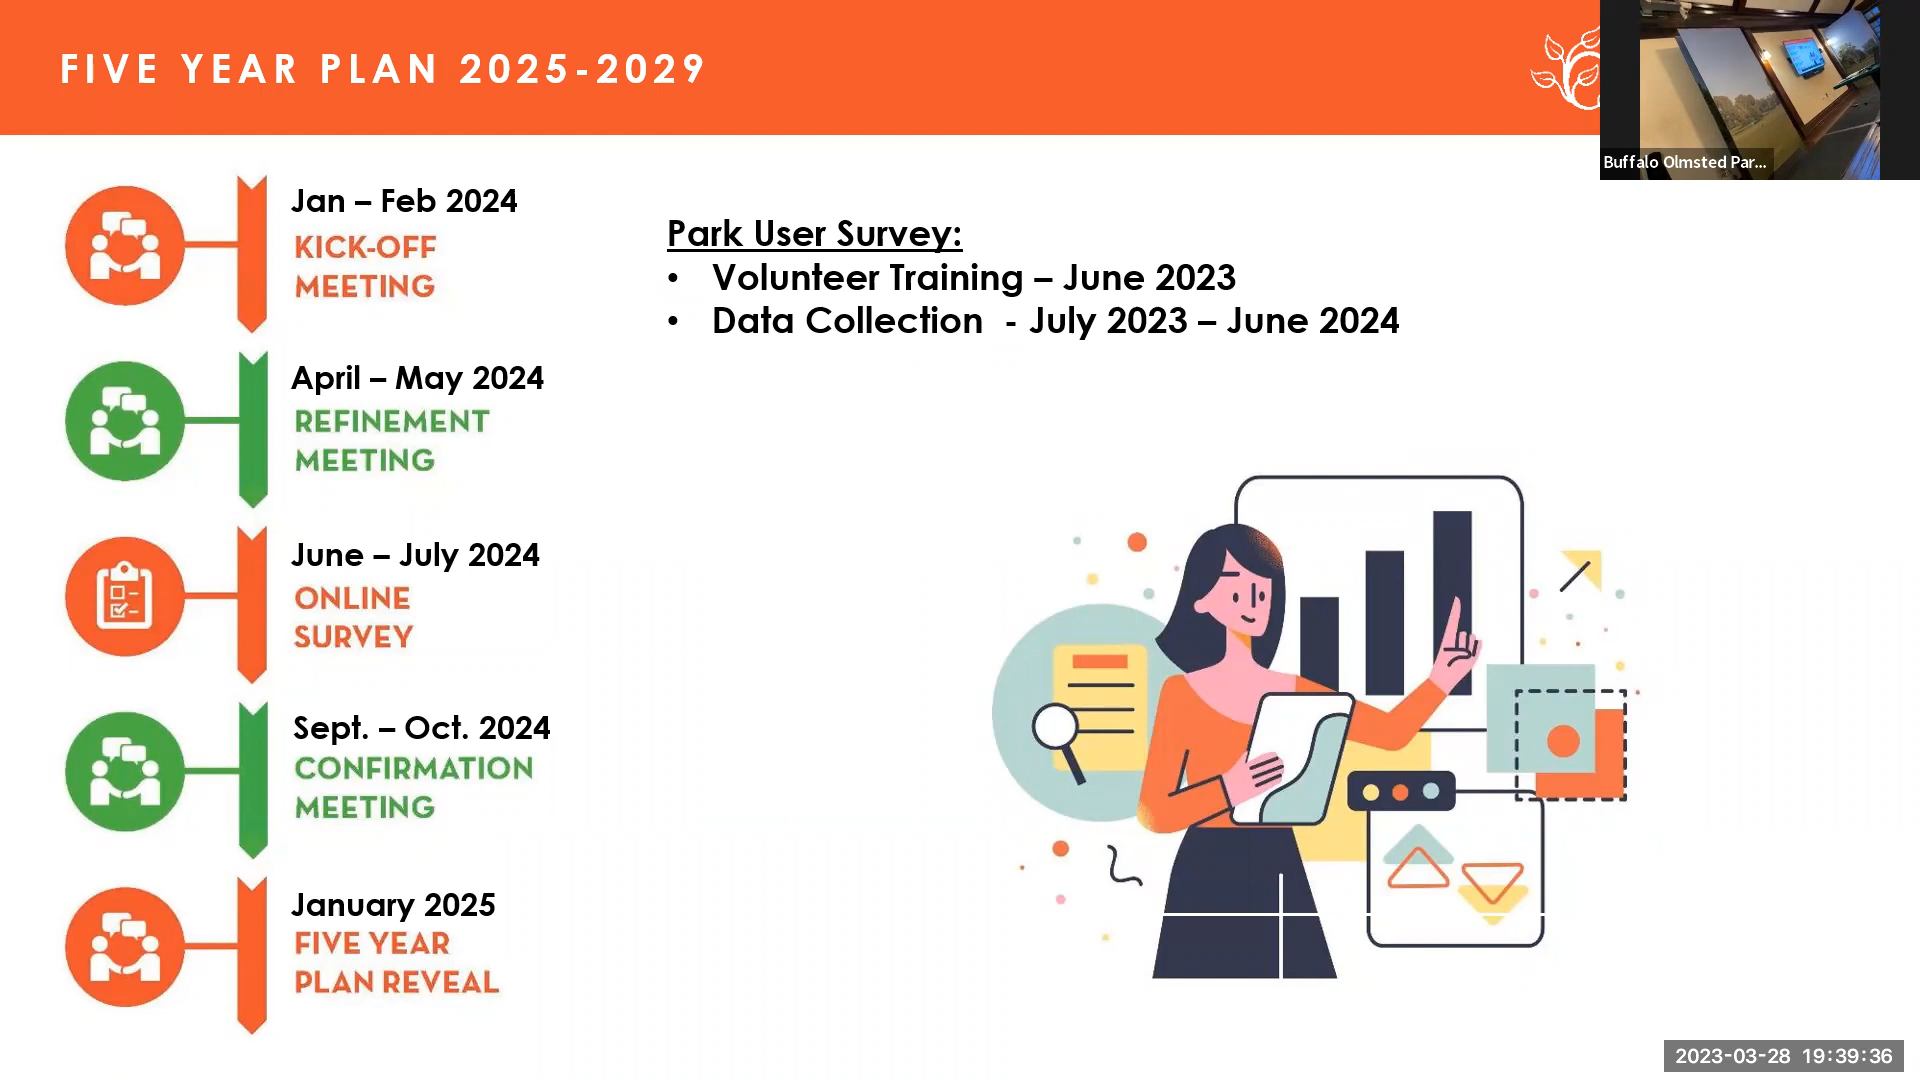 FIVE YEAR PLAN 2025-2029
Buffalo Olmsted Par...
Jan – Feb 2024
KICK-OFF
MEETING
Park User Survey:
• Volunteer Training – June 2023
• Data Collection - July 2023 – June 2024
April – May 2024
REFINEMENT
MEETING
June – July 2024
ONLINE
SURVEY
Sept. – Oct. 2024
CONFIRMATION
MEETING
January 2025
FIVE YEAR
PLAN REVEAL
2023-03-28 19:39:36